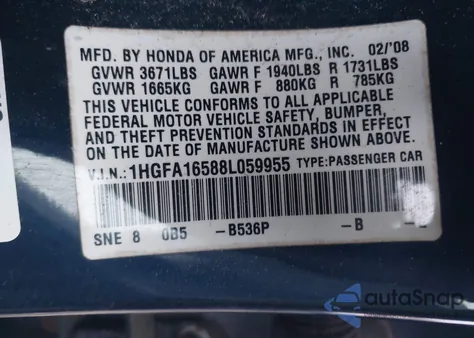 MFD. BY HONDA OF AMERICA MFG., INC. 02/'08
GVWR 3671LBS GAWR F 1940LBS R 1731LBS
GVWR 1665KG GAWR F 880KG R 785KG
THIS VEHICLE CONFORMS TO ALL APPLICABLE
FEDERAL MOTOR VEHICLE SAFETY, BUMPER,
AND THEFT PREVENTION STANDARDS IN EFFECT
ON THE DATE OF MANUFACTURE SHOWN ABOVE.
V.I.N.: 1HGFA16588L059955 TYPE:PASSENGER CAR
SNE 8 0B5 -B536P -B
autoSnap